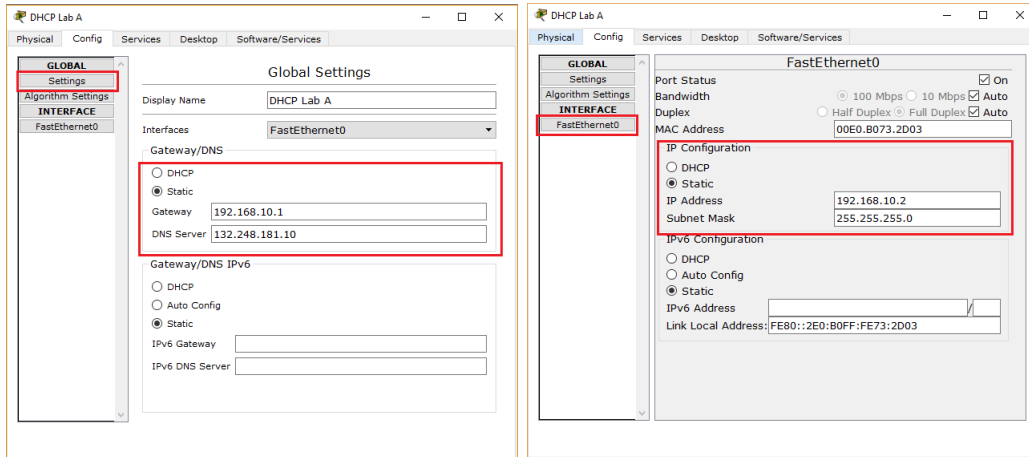 DHCP Lab A
Physical Config Services Desktop Software/Services
GLOBAL
Settings
Algorithm Settings
INTERFACE
FastEthernet0
Global Settings
Display Name DHCP Lab A
Interfaces FastEthernet0
Gateway/DNS
DHCP
Static
Gateway 192.168.10.1
DNS Server 132.248.181.10
Gateway/DNS IPv6
DHCP
Auto Config
Static
IPv6 Gateway
IPv6 DNS Server
DHCP Lab A
Physical Config Services Desktop Software/Services
GLOBAL
Settings
Algorithm Settings
INTERFACE
FastEthernet0
FastEthernet0
Port Status On
Bandwidth 100 Mbps 10 Mbps Auto
Duplex Half Duplex Full Duplex Auto
MAC Address 00E0.B073.2D03
IP Configuration
DHCP
Static
IP Address 192.168.10.2
Subnet Mask 255.255.255.0
IPv6 Configuration
DHCP
Auto Config
Static
IPv6 Address /
Link Local Address: FE80::2E0:B0FF:FE73:2D03